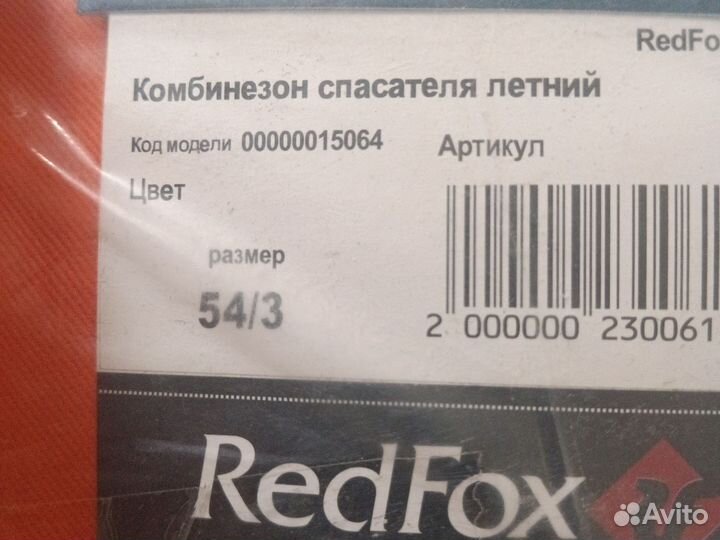 RedFo
Комбинезон спасателя летний
Код модели 00000015064
Артикул
Цвет
размер
54/3
2 000000 230061
RedFox
Avito